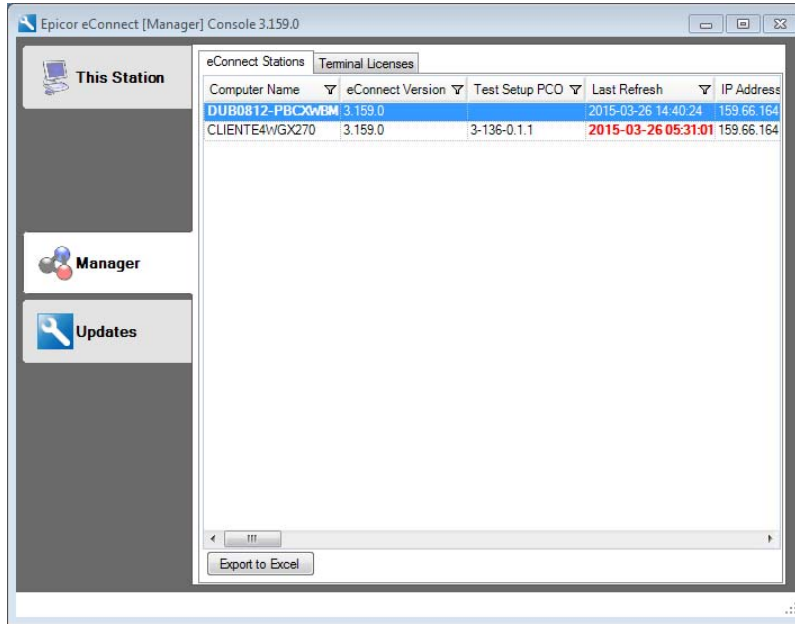 Epicor eConnect [Manager] Console 3.159.0
This Station
eConnect Stations Terminal Licenses
Computer Name eConnect Version Test Setup PCO Last Refresh IP Address
DUB0812-PBCXWBM 3.159.0 2015-03-26 14:40:24 159.66.164
CLIENTE4WGX270 3.159.0 3-136-0.1.1 2015-03-26 05:31:01 159.66.164
Manager
Updates
Export to Excel